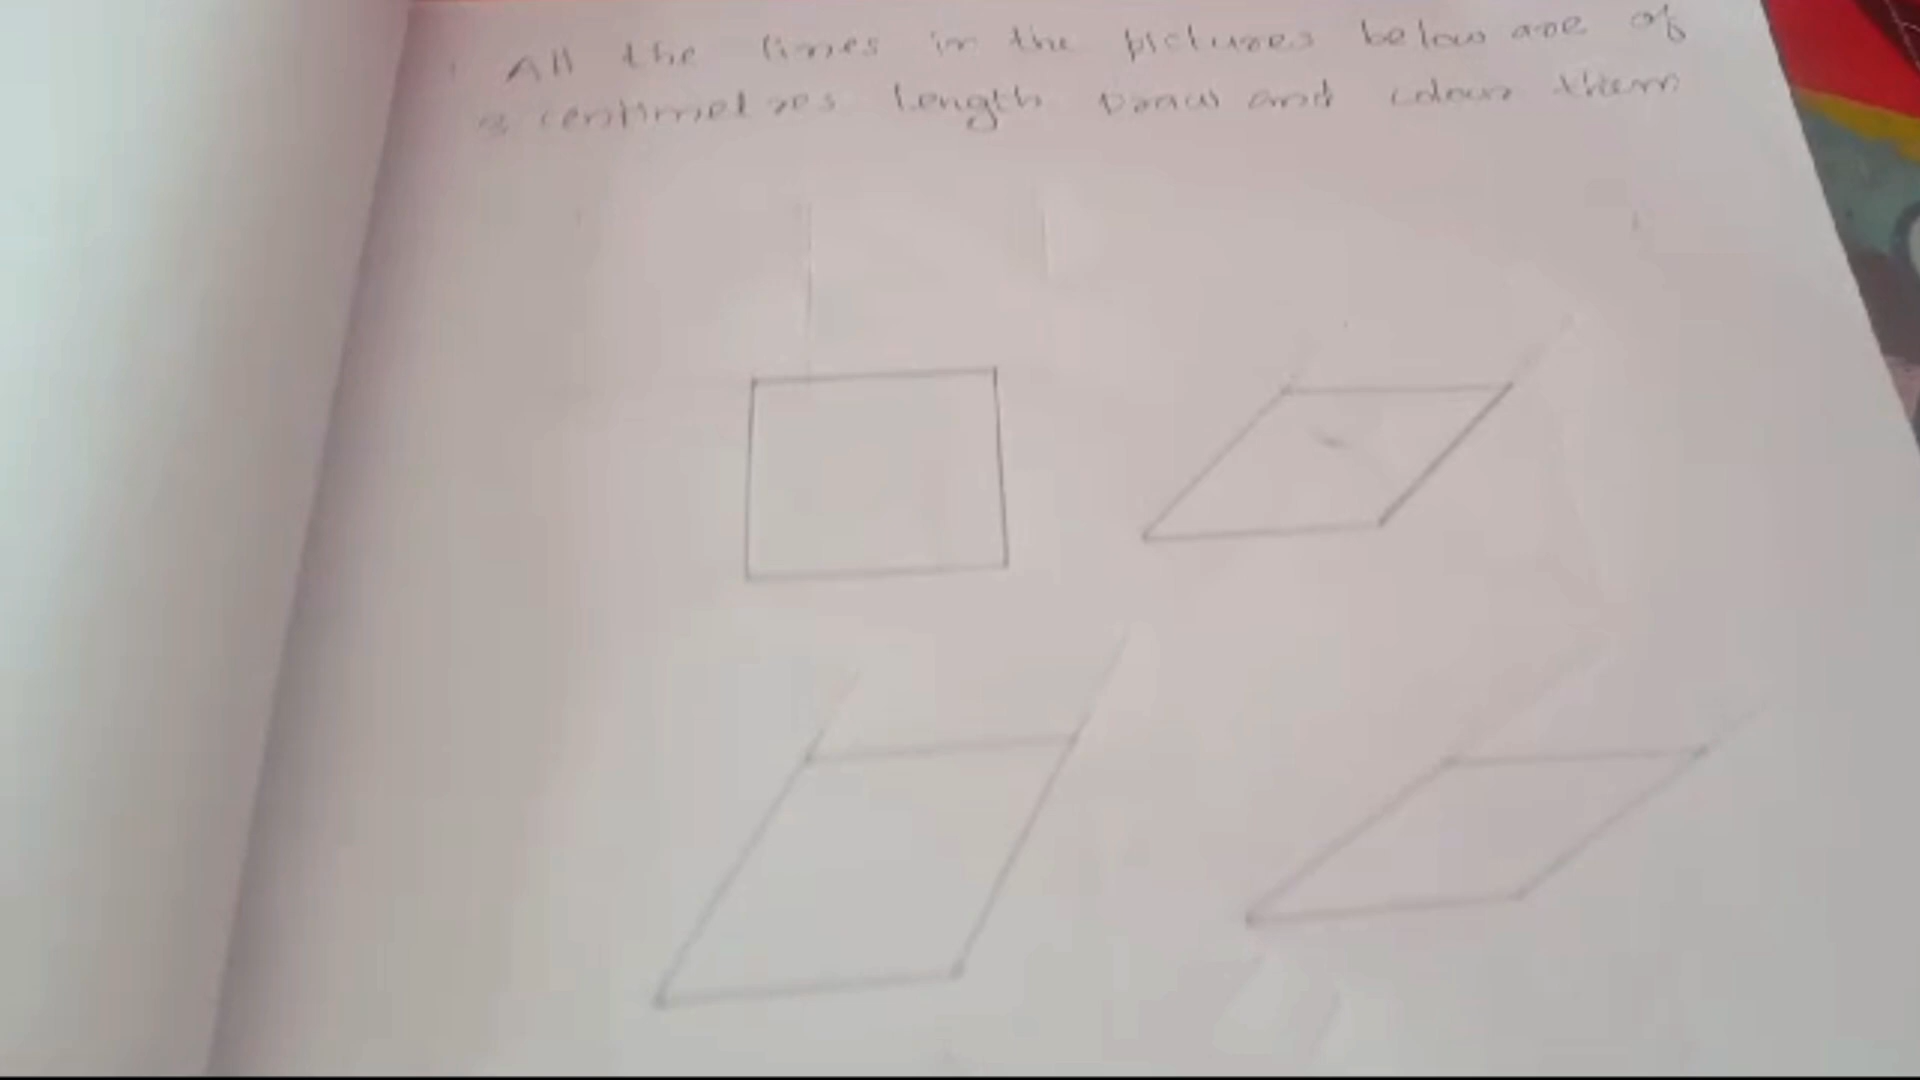 All the lines in the pictures below are of
centimetres length Draw and colour them